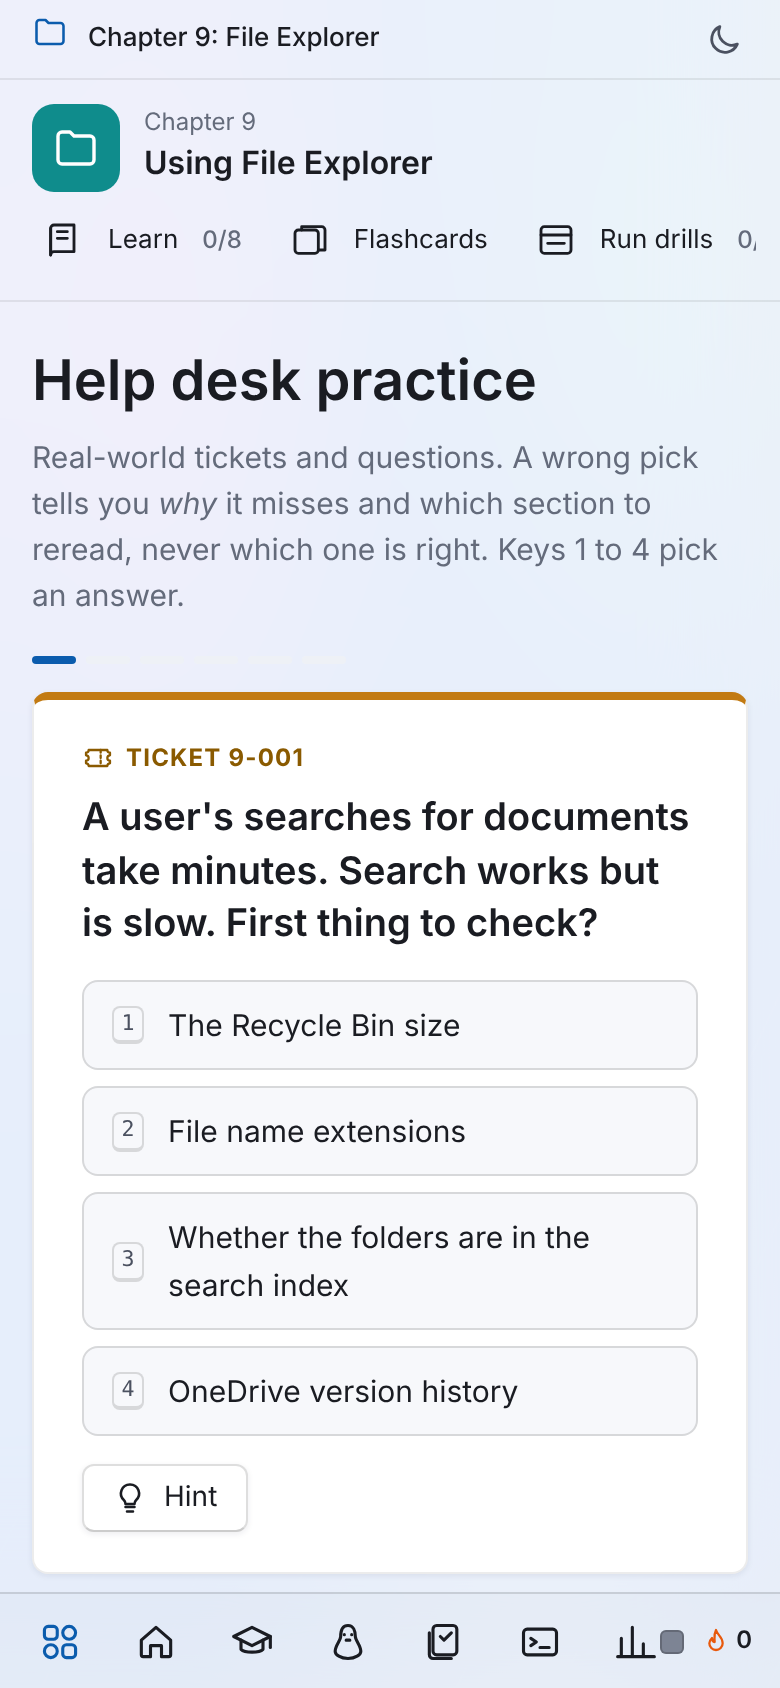 Chapter 9: File Explorer
Chapter 9
Using File Explorer
Learn 0/8 Flashcards Run drills 0/
Help desk practice
Real-world tickets and questions. A wrong pick
tells you why it misses and which section to
reread, never which one is right. Keys 1 to 4 pick
an answer.
TICKET 9-001
A user's searches for documents
take minutes. Search works but
is slow. First thing to check?
1 The Recycle Bin size
2 File name extensions
3 Whether the folders are in the
search index
4 OneDrive version history
Hint
0